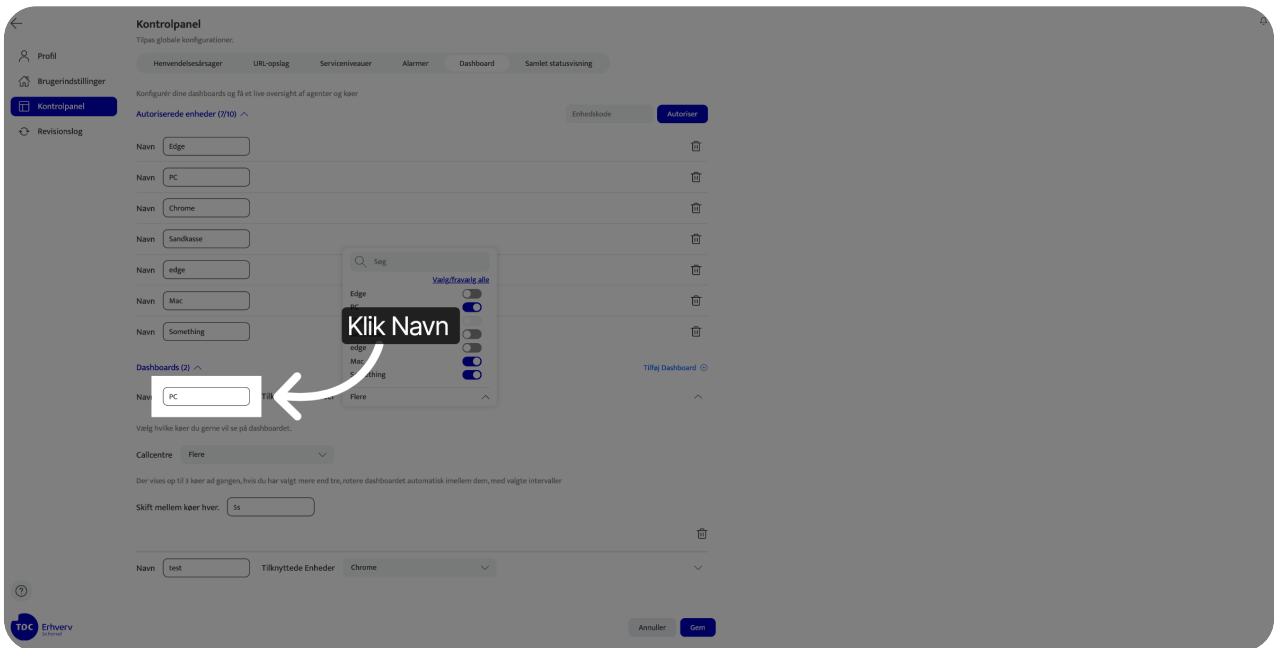 Kontrolpanel
Tilpas globale konfigurationer.
Profil
Brugerindstillinger
Kontrolpanel
Revisionslog
Henvendelsesårsager URL-opslag Serviceniveauer Alarmer Dashboard Samlet statusvisning
Konfigurér dine dashboards og få et live oversight af agenter og køer
Autoriserede enheder (7/10) Enhedskode Autoriser
Navn Edge
Navn PC
Navn Chrome
Navn Sandkasse
Navn edge
Navn Mac
Navn Something
Søg
Vælg/fravælg alle
Edge
PC
Klik Navn
edge
Mac
Dashboards (2) Tilføj Dashboard
PC Flere
Vælg hvilke køer du gerne vil se på dashboardet.
Callcentre Flere
Der vises op til 3 køer ad gangen, hvis du har valgt mere end tre, rotere dashboardet automatisk imellem dem, med valgte intervaller
Skift mellem køer hver. 5s
Navn test Tilknyttede Enheder Chrome
TDC Erhverv
Annuller Gem